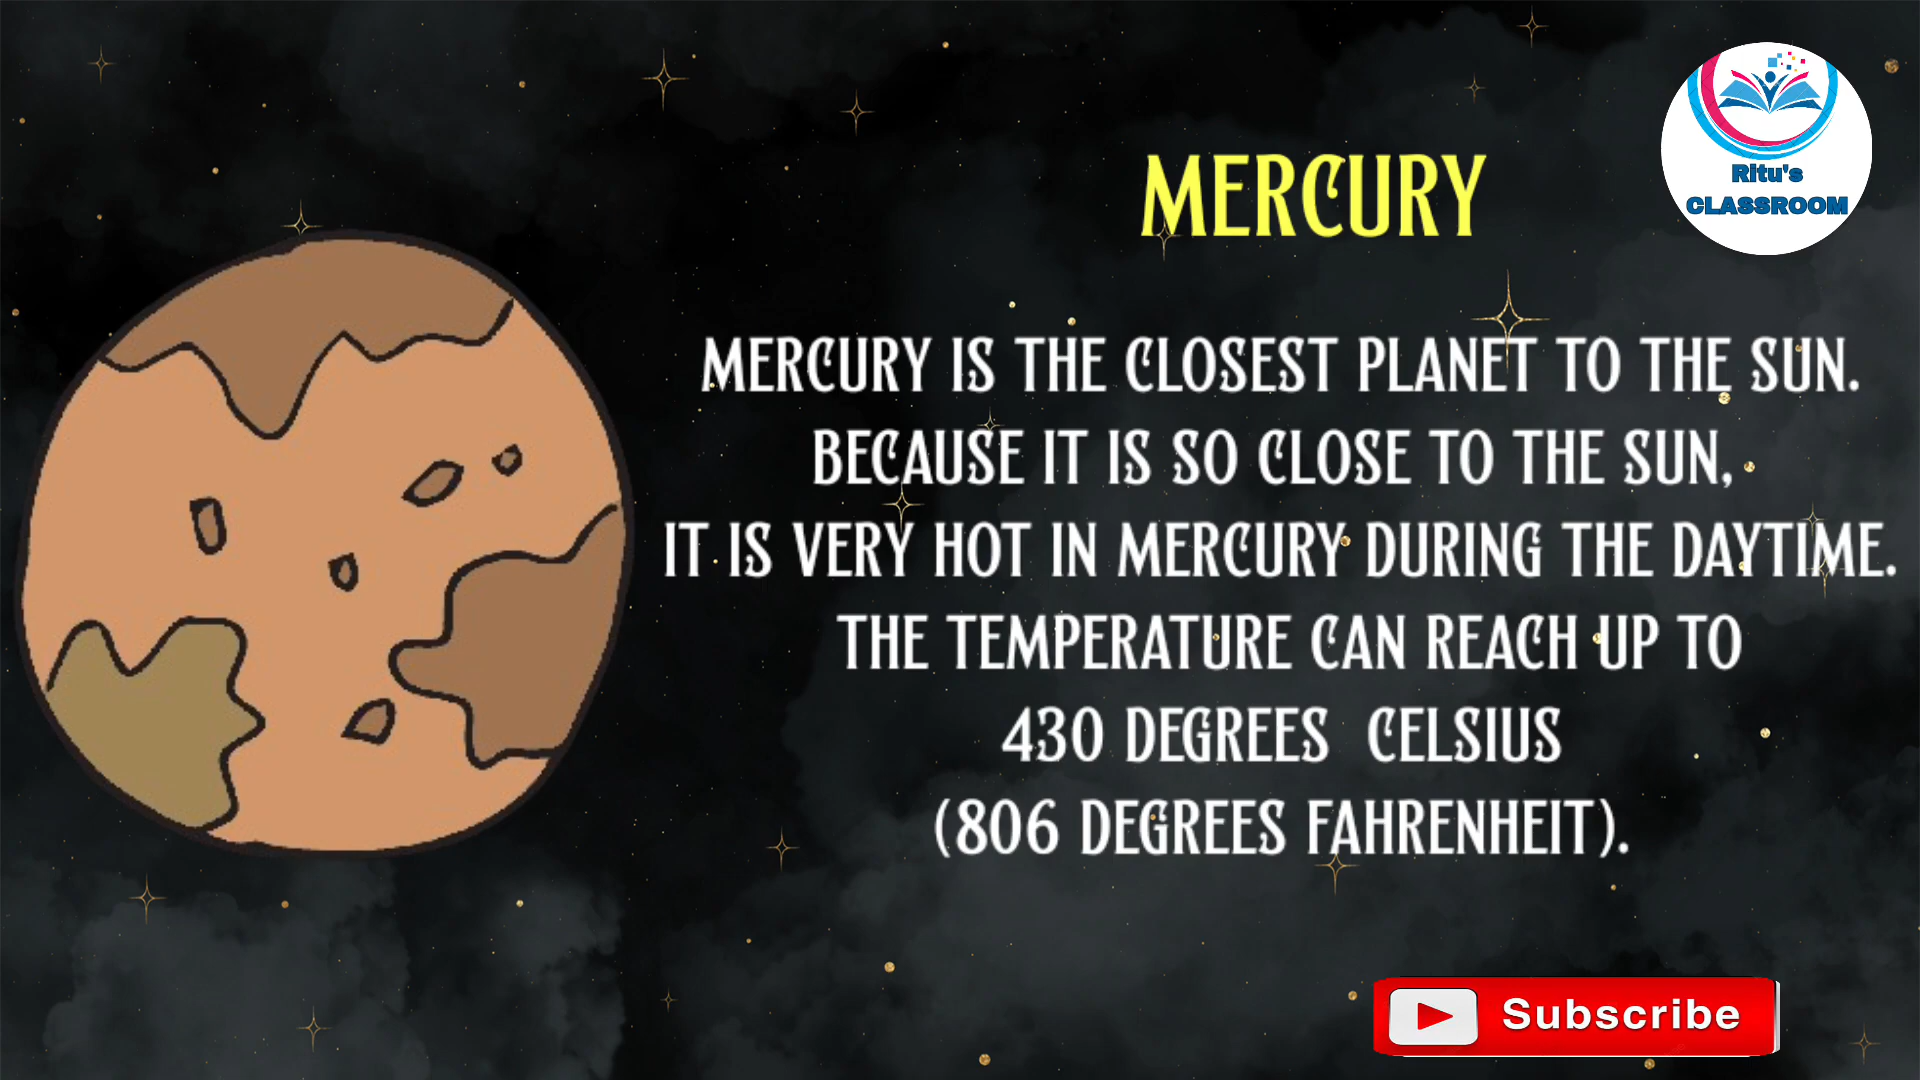 MERCURY
Ritu's
CLASSROOM
MERCURY IS THE CLOSEST PLANET TO THE SUN.
BECAUSE IT IS SO CLOSE TO THE SUN,
IT IS VERY HOT IN MERCURY DURING THE DAYTIME.
THE TEMPERATURE CAN REACH UP TO
430 DEGREES CELSIUS
(806 DEGREES FAHRENHEIT).
Subscribe